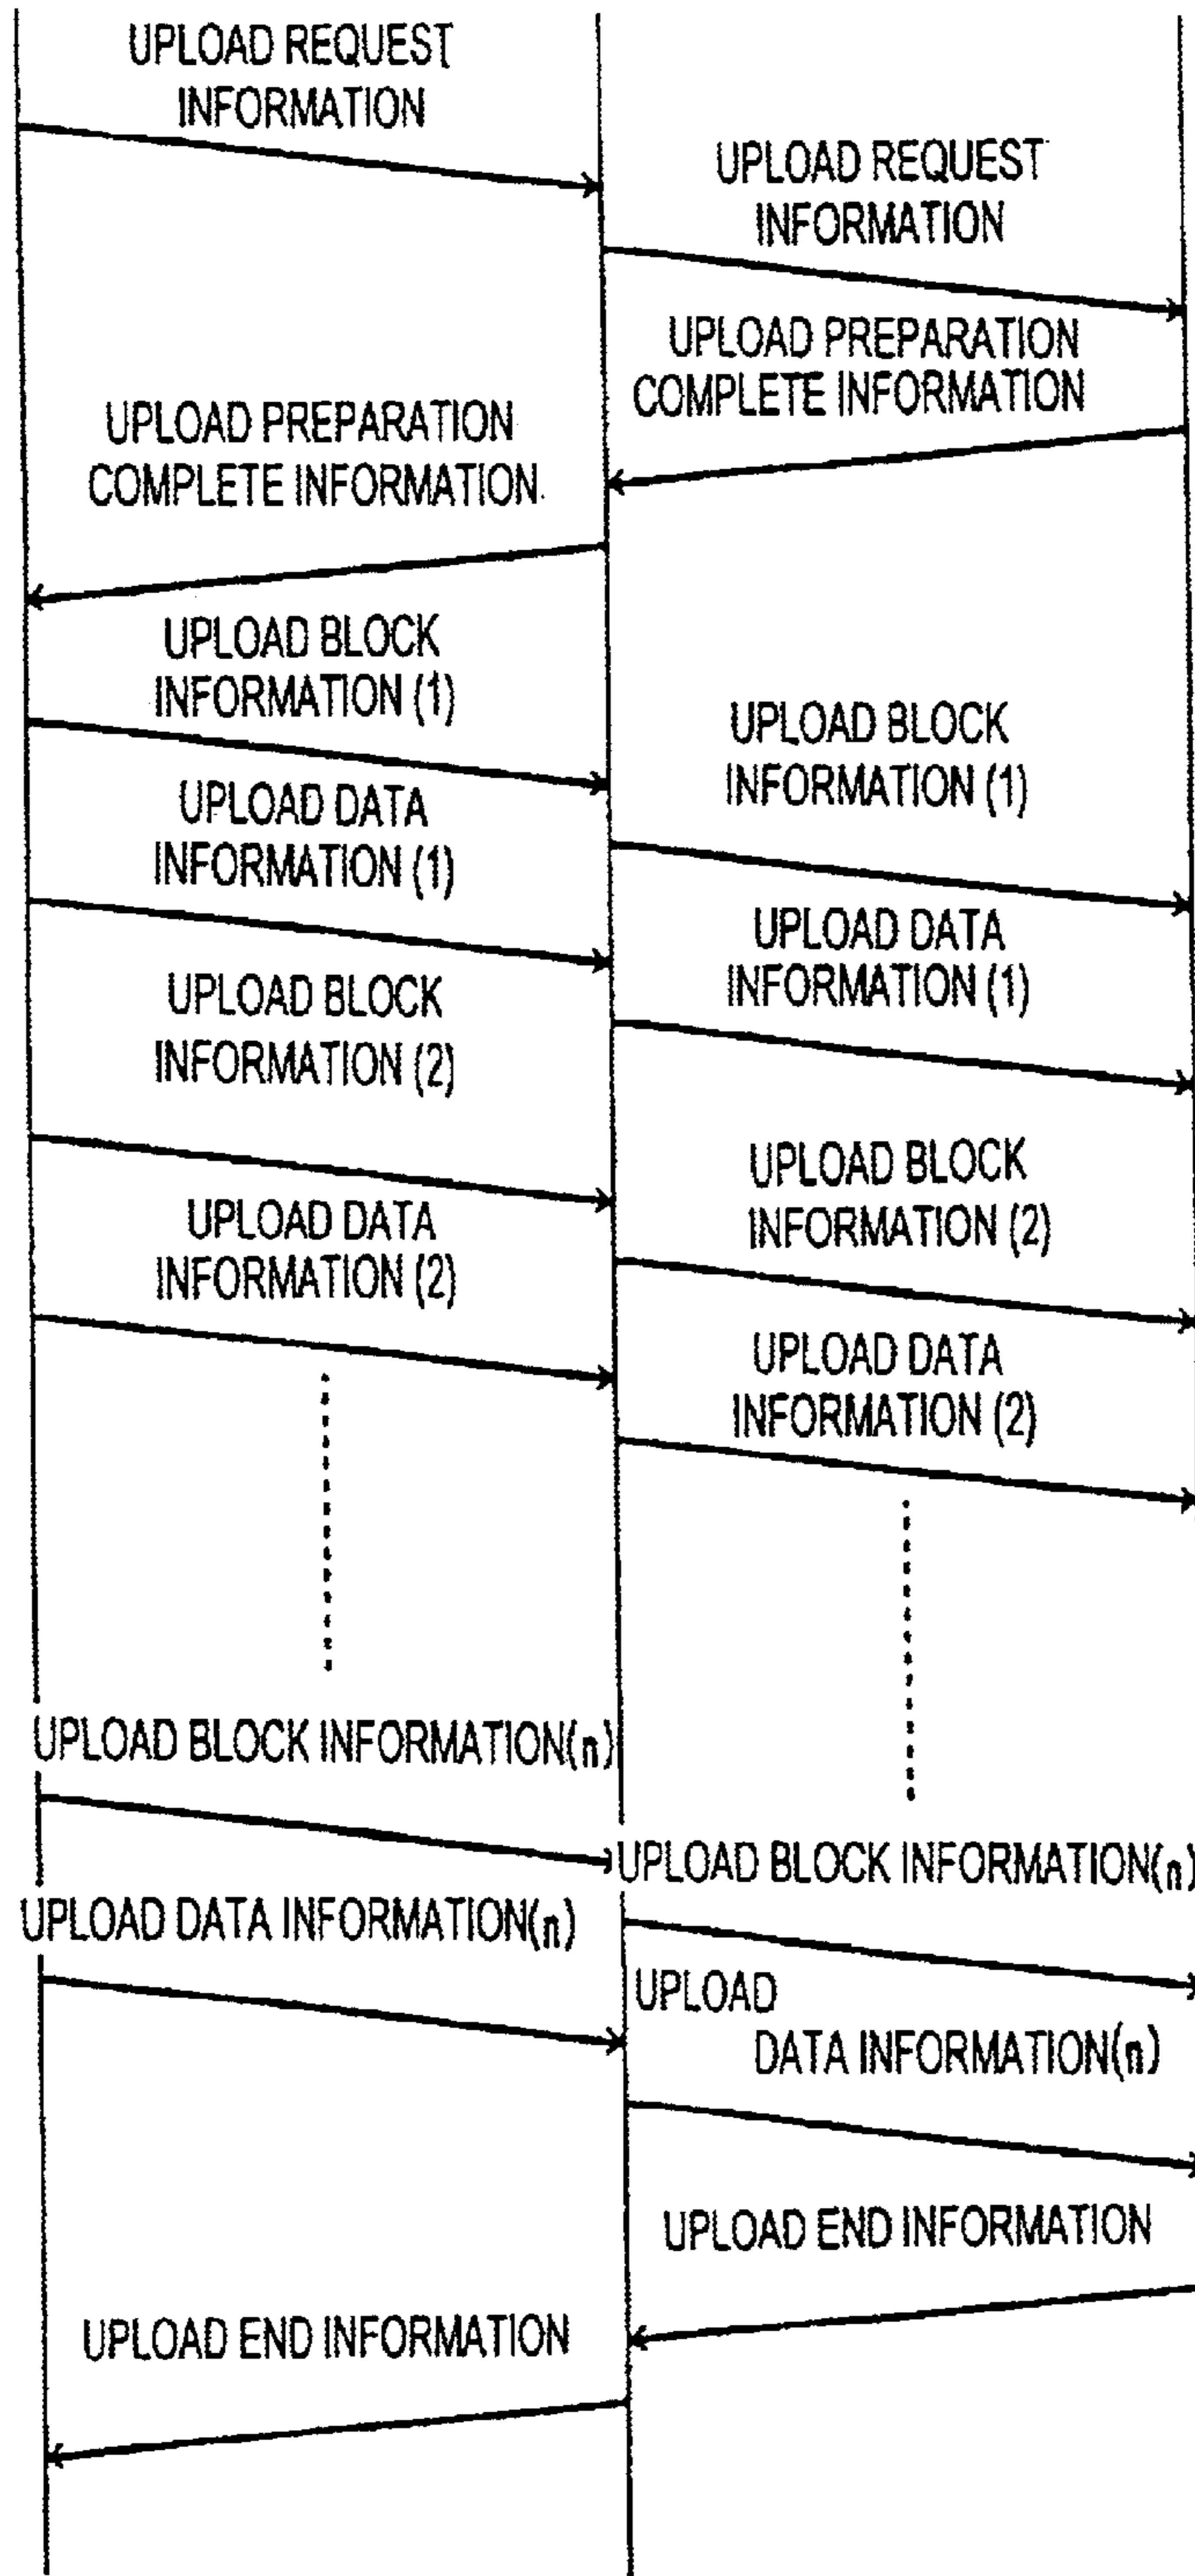 UPLOAD REQUEST
INFORMATION
UPLOAD REQUEST
INFORMATION
UPLOAD PREPARATION
COMPLETE INFORMATION
UPLOAD PREPARATION
COMPLETE INFORMATION
UPLOAD BLOCK
INFORMATION (1)
UPLOAD BLOCK
INFORMATION (1)
UPLOAD DATA
INFORMATION (1)
UPLOAD DATA
INFORMATION (1)
UPLOAD BLOCK
INFORMATION (2)
UPLOAD BLOCK
INFORMATION (2)
UPLOAD DATA
INFORMATION (2)
UPLOAD DATA
INFORMATION (2)
UPLOAD BLOCK INFORMATION(n)
UPLOAD BLOCK INFORMATION(n)
UPLOAD DATA INFORMATION(n)
UPLOAD
DATA INFORMATION(n)
UPLOAD END INFORMATION
UPLOAD END INFORMATION